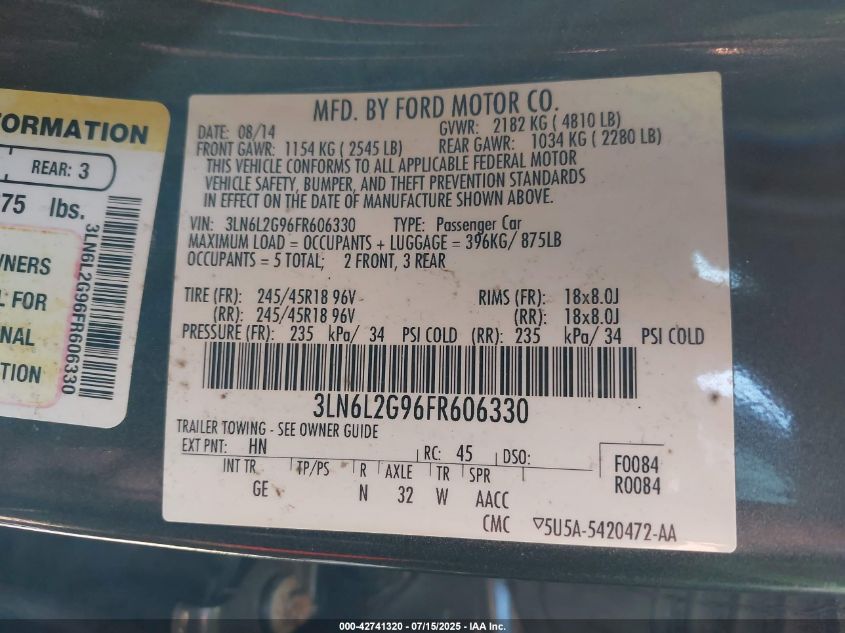 ORMATION
REAR: 3
75 lbs.
WNERS
L FOR
NAL
TION
3LN6L2G96FR606330
MFD. BY FORD MOTOR CO.
DATE: 08/14 GVWR: 2182 KG ( 4810 LB)
FRONT GAWR: 1154 KG ( 2545 LB) REAR GAWR: 1034 KG ( 2280 LB)
THIS VEHICLE CONFORMS TO ALL APPLICABLE FEDERAL MOTOR
VEHICLE SAFETY, BUMPER, AND THEFT PREVENTION STANDARDS
IN EFFECT ON THE DATE OF MANUFACTURE SHOWN ABOVE.
VIN: 3LN6L2G96FR606330 TYPE: Passenger Car
MAXIMUM LOAD = OCCUPANTS + LUGGAGE = 396KG/ 875LB
OCCUPANTS = 5 TOTAL; 2 FRONT, 3 REAR
TIRE (FR): 245/45R18 96V RIMS (FR): 18x8.0J
(RR): 245/45R18 96V (RR): 18x8.0J
PRESSURE (FR): 235 kPa/ 34 PSI COLD (RR): 235 kPa/ 34 PSI COLD
3LN6L2G96FR606330
TRAILER TOWING - SEE OWNER GUIDE
EXT PNT: HN RC: 45 DSO: F0084
INT TR TP/PS R AXLE TR SPR R0084
GE N 32 W AACC
CMC ▽5U5A-5420472-AA
000-42741320 - 07/15/2025 - IAA Inc.